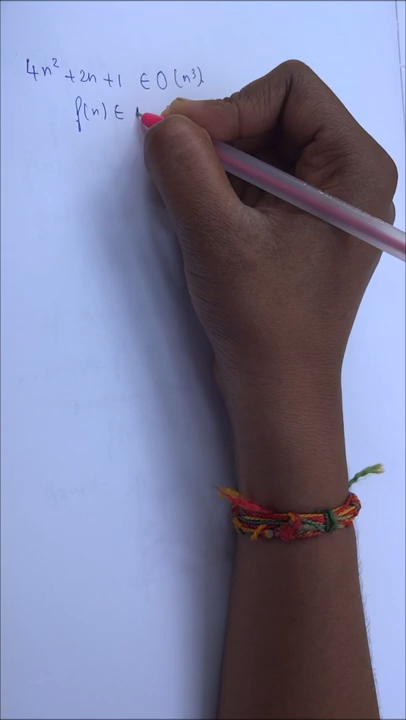 4n² + 2n + 1 ∈ O(n³)
f(n) ∈